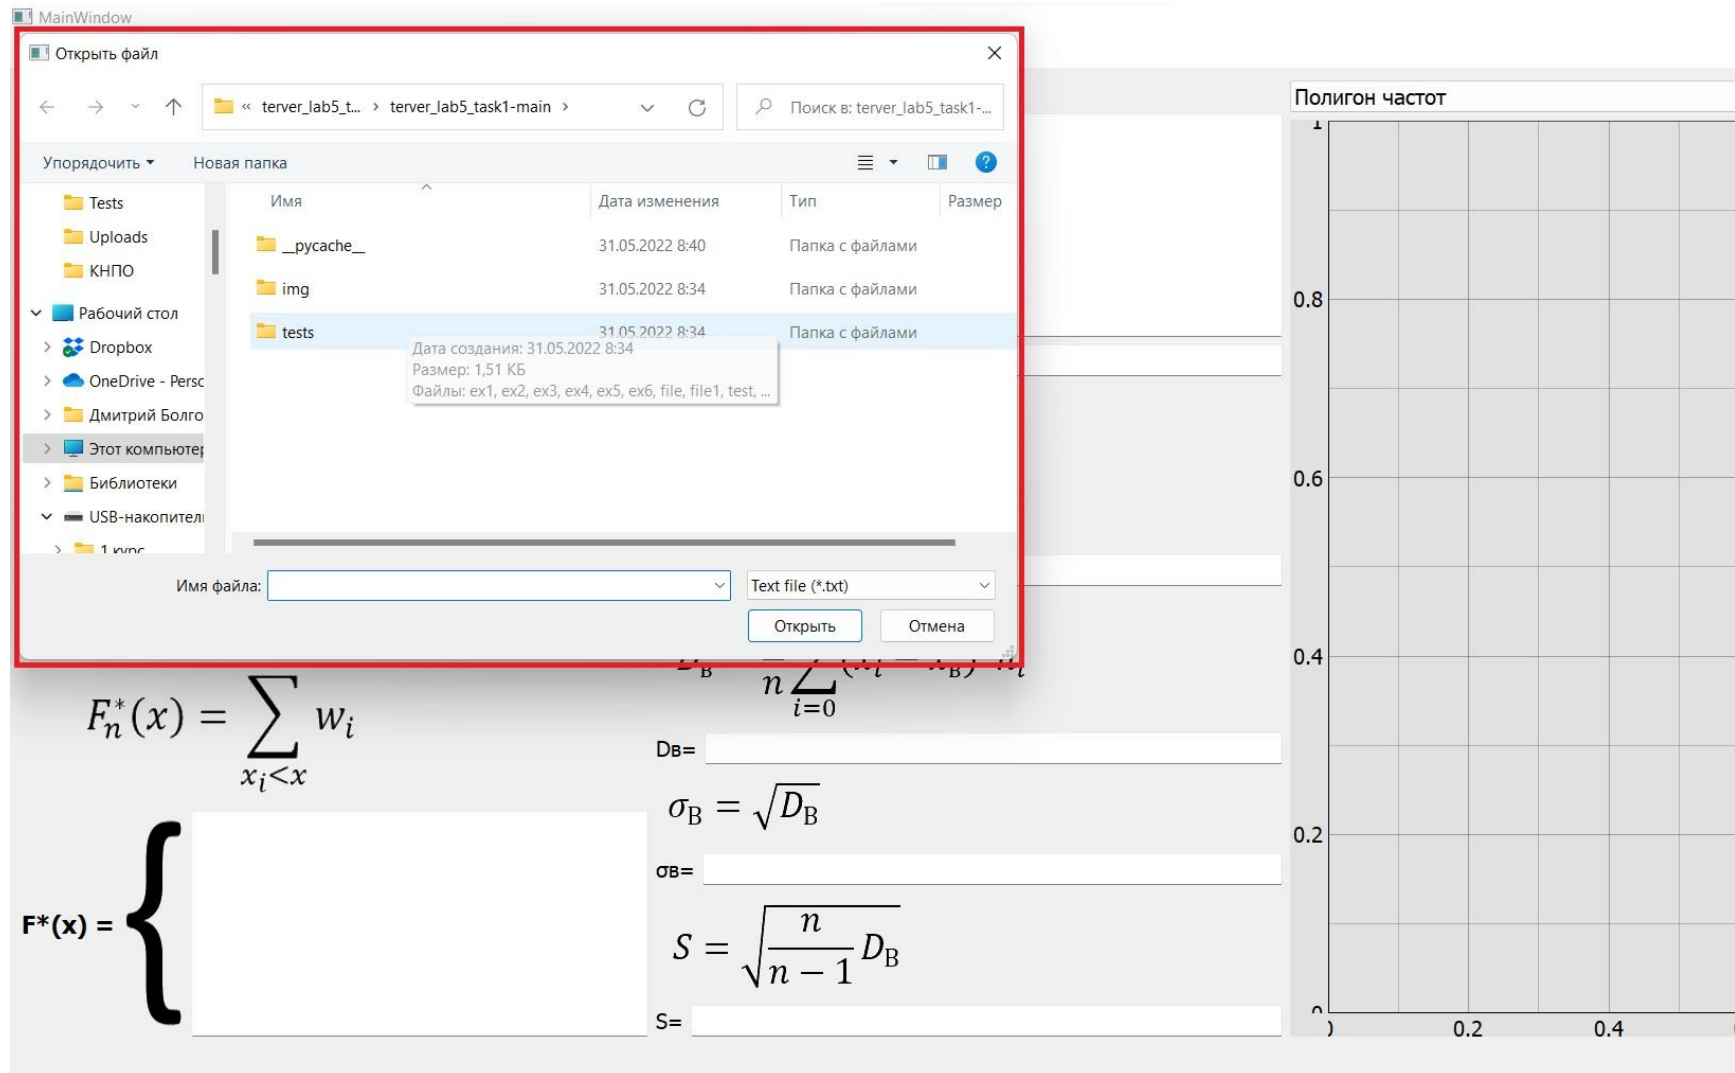 MainWindow
Открыть файл
« terver_lab5_t... › terver_lab5_task1-main ›
Поиск в: terver_lab5_task1-...
Упорядочить
Новая папка
Имя
Дата изменения
Тип
Размер
Tests
Uploads
КНПО
Рабочий стол
Dropbox
OneDrive - Persc
Дмитрий Болго
Этот компьютер
Библиотеки
USB-накопител
1 курс
__pycache__ 31.05.2022 8:40 Папка с файлами
img 31.05.2022 8:34 Папка с файлами
tests 31.05.2022 8:34 Папка с файлами
Дата создания: 31.05.2022 8:34
Размер: 1,51 КБ
Файлы: ex1, ex2, ex3, ex4, ex5, ex6, file, file1, test, ...
Имя файла:
Text file (*.txt)
Открыть
Отмена
F*n(x) = ∑ wi
xi<x
F*(x) = {
n ∑
i=0
Dв=
σB = √DB
σв=
S = √(n/(n − 1) DB)
S=
Полигон частот
1
0.8
0.6
0.4
0.2
0.2 0.4